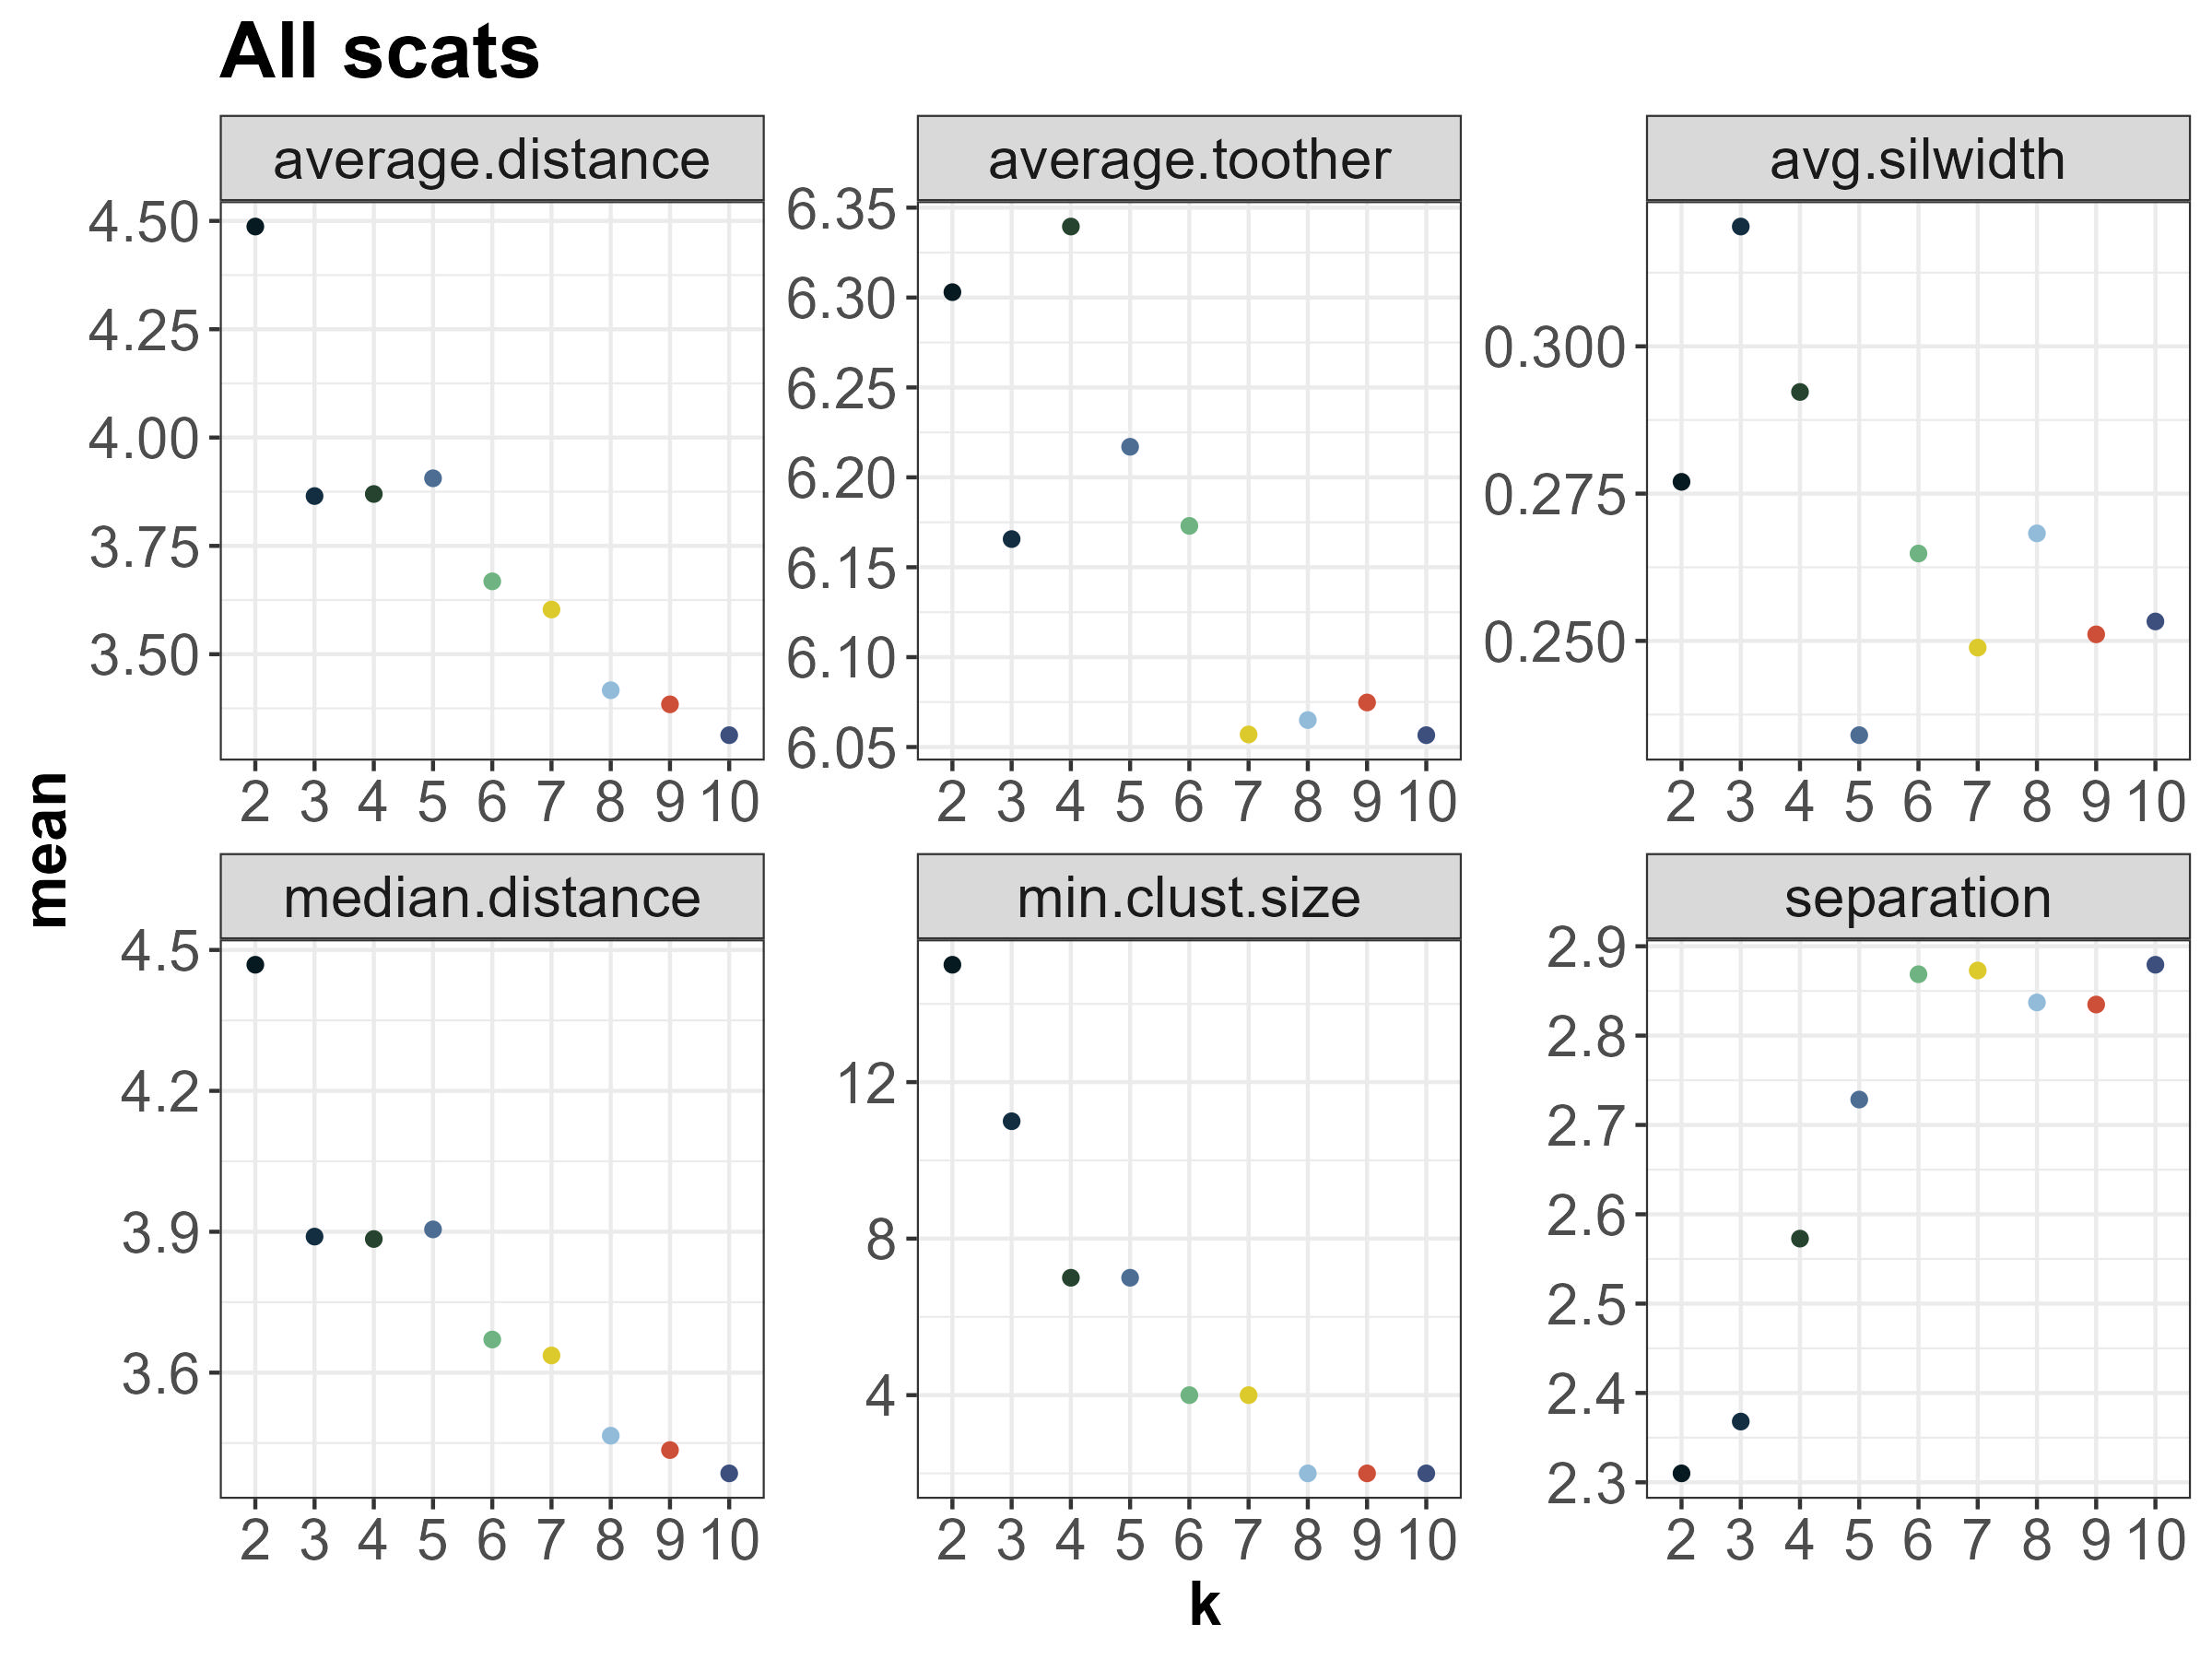 All scats
average.distance
average.toother
avg.silwidth
4.50
4.25
4.00
3.75
3.50
6.35
6.30
6.25
6.20
6.15
6.10
6.05
0.300
0.275
0.250
2 3 4 5 6 7 8 9 10
2 3 4 5 6 7 8 9 10
2 3 4 5 6 7 8 9 10
mean
median.distance
min.clust.size
separation
4.5
4.2
3.9
3.6
12
8
4
2.9
2.8
2.7
2.6
2.5
2.4
2.3
2 3 4 5 6 7 8 9 10
2 3 4 5 6 7 8 9 10
2 3 4 5 6 7 8 9 10
k